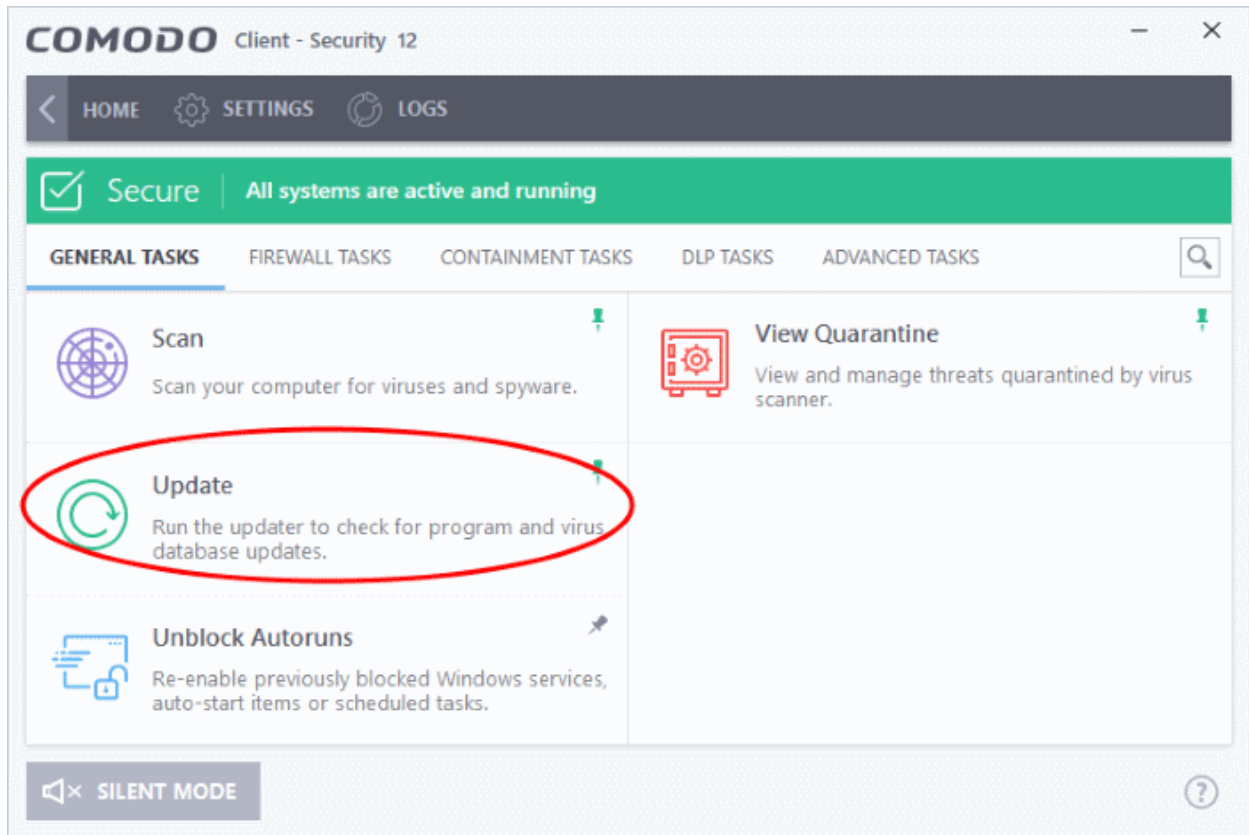 COMODO Client - Security 12
HOME SETTINGS LOGS
Secure All systems are active and running
GENERAL TASKS FIREWALL TASKS CONTAINMENT TASKS DLP TASKS ADVANCED TASKS
Scan
Scan your computer for viruses and spyware.
View Quarantine
View and manage threats quarantined by virus
scanner.
Update
Run the updater to check for program and virus
database updates.
Unblock Autoruns
Re-enable previously blocked Windows services,
auto-start items or scheduled tasks.
SILENT MODE
?